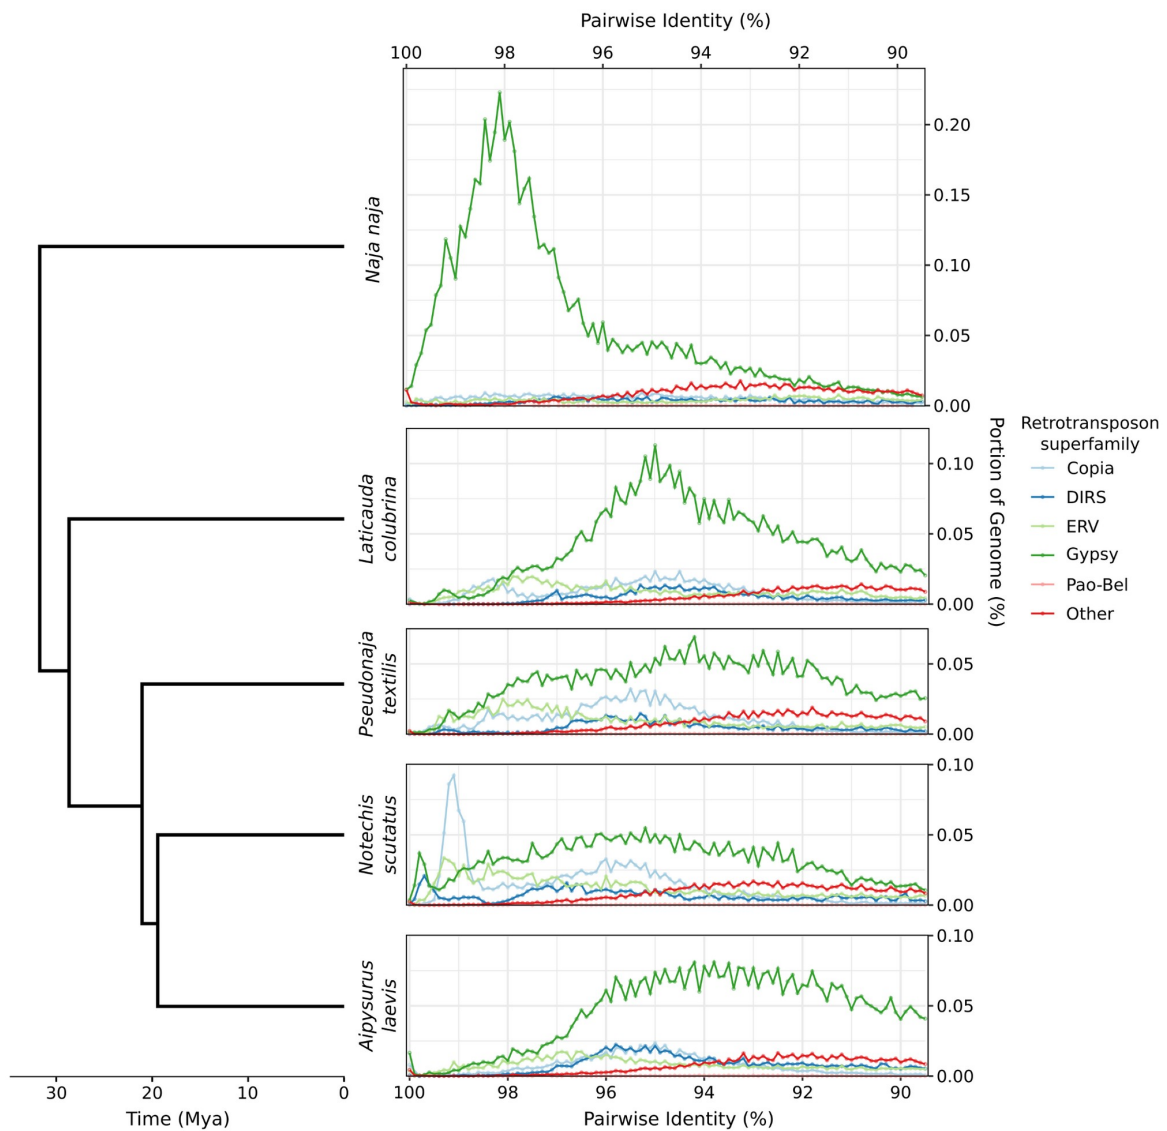 Pairwise Identity (%)
100 98 96 94 92 90
Naja naja
0.20
0.15
0.10
0.05
0.00
Laticauda
colubrina
0.10
0.05
0.00
Portion of Genome (%)
Retrotransposon
superfamily
Copia
DIRS
ERV
Gypsy
Pao-Bel
Other
Pseudonaja
textilis
0.05
0.00
Notechis
scutatus
0.10
0.05
0.00
Aipysurus
laevis
0.10
0.05
0.00
30 20 10 0
Time (Mya)
100 98 96 94 92 90
Pairwise Identity (%)